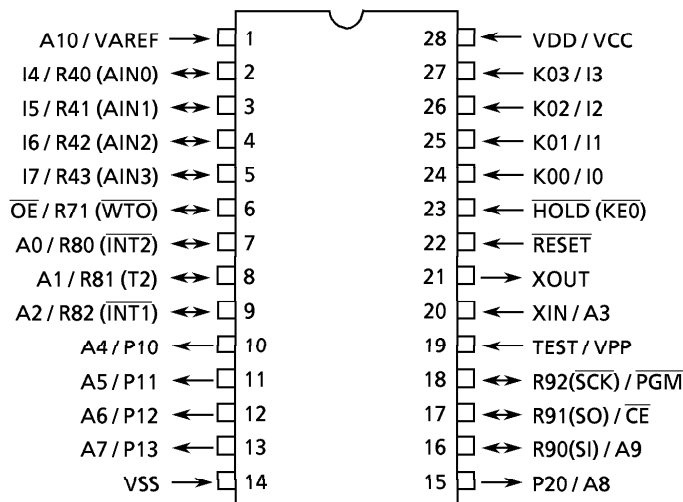 A10 / VAREF 1 28 VDD / VCC
I4 / R40 (AIN0) 2 27 K03 / I3
I5 / R41 (AIN1) 3 26 K02 / I2
I6 / R42 (AIN2) 4 25 K01 / I1
I7 / R43 (AIN3) 5 24 K00 / I0
OE / R71 (WTO) 6 23 HOLD (KE0)
A0 / R80 (INT2) 7 22 RESET
A1 / R81 (T2) 8 21 XOUT
A2 / R82 (INT1) 9 20 XIN / A3
A4 / P10 10 19 TEST / VPP
A5 / P11 11 18 R92(SCK) / PGM
A6 / P12 12 17 R91(SO) / CE
A7 / P13 13 16 R90(SI) / A9
VSS 14 15 P20 / A8